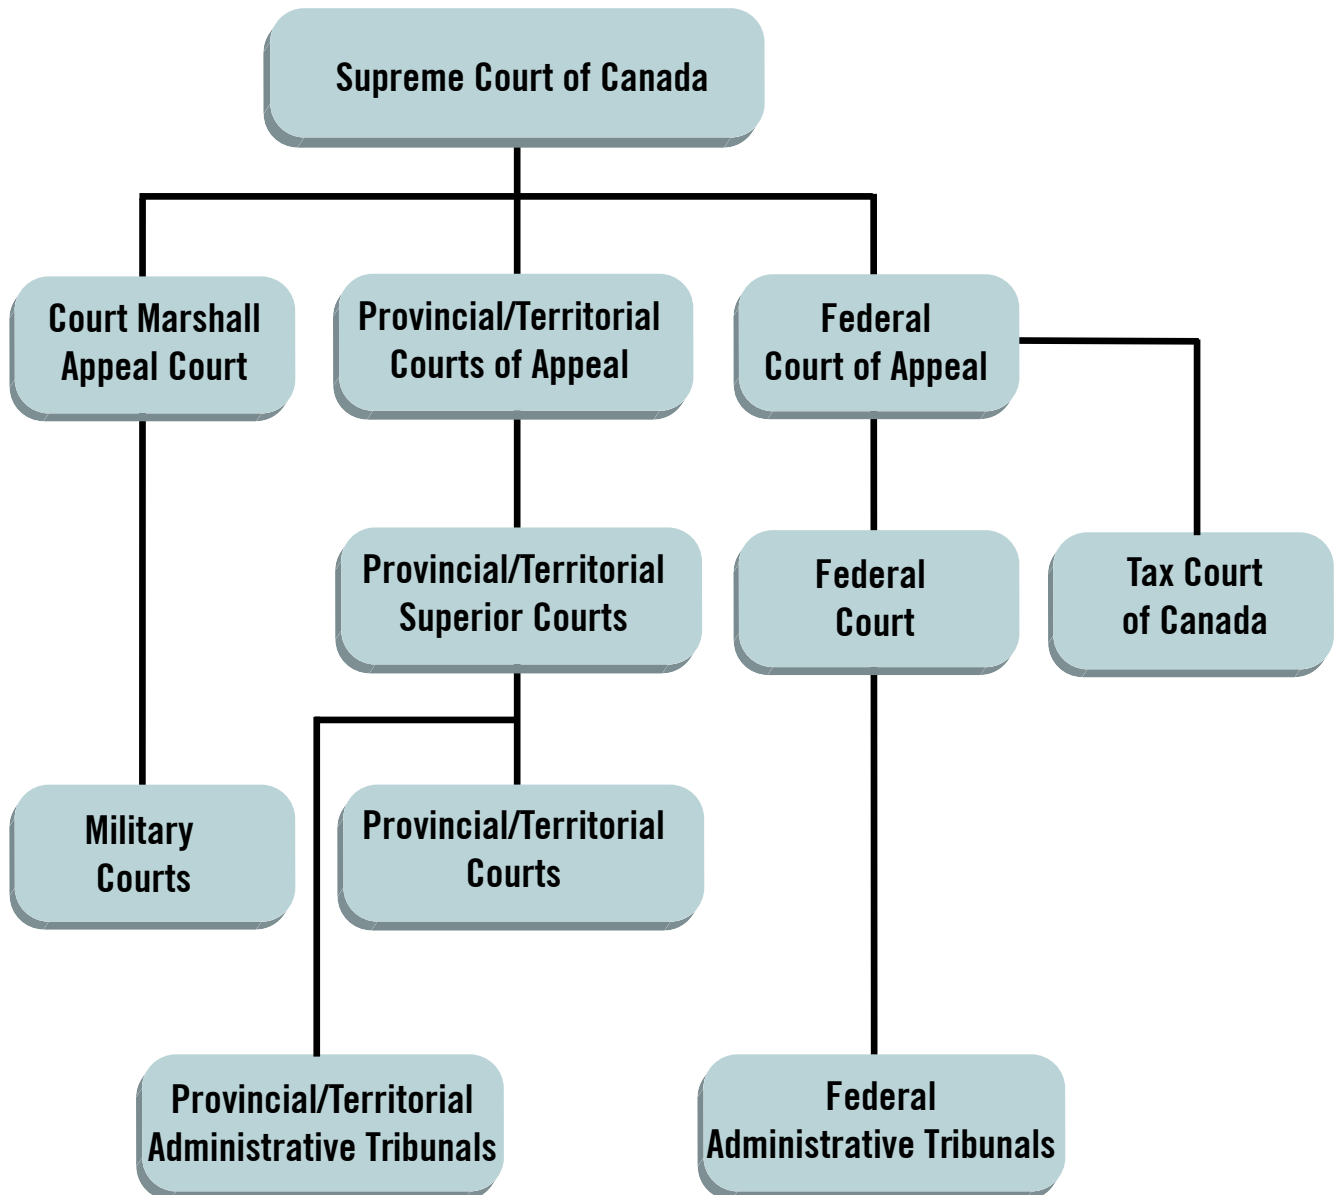 Supreme Court of Canada
Court Marshall
Appeal Court
Provincial/Territorial
Courts of Appeal
Federal
Court of Appeal
Provincial/Territorial
Superior Courts
Federal
Court
Tax Court
of Canada
Military
Courts
Provincial/Territorial
Courts
Provincial/Territorial
Administrative Tribunals
Federal
Administrative Tribunals